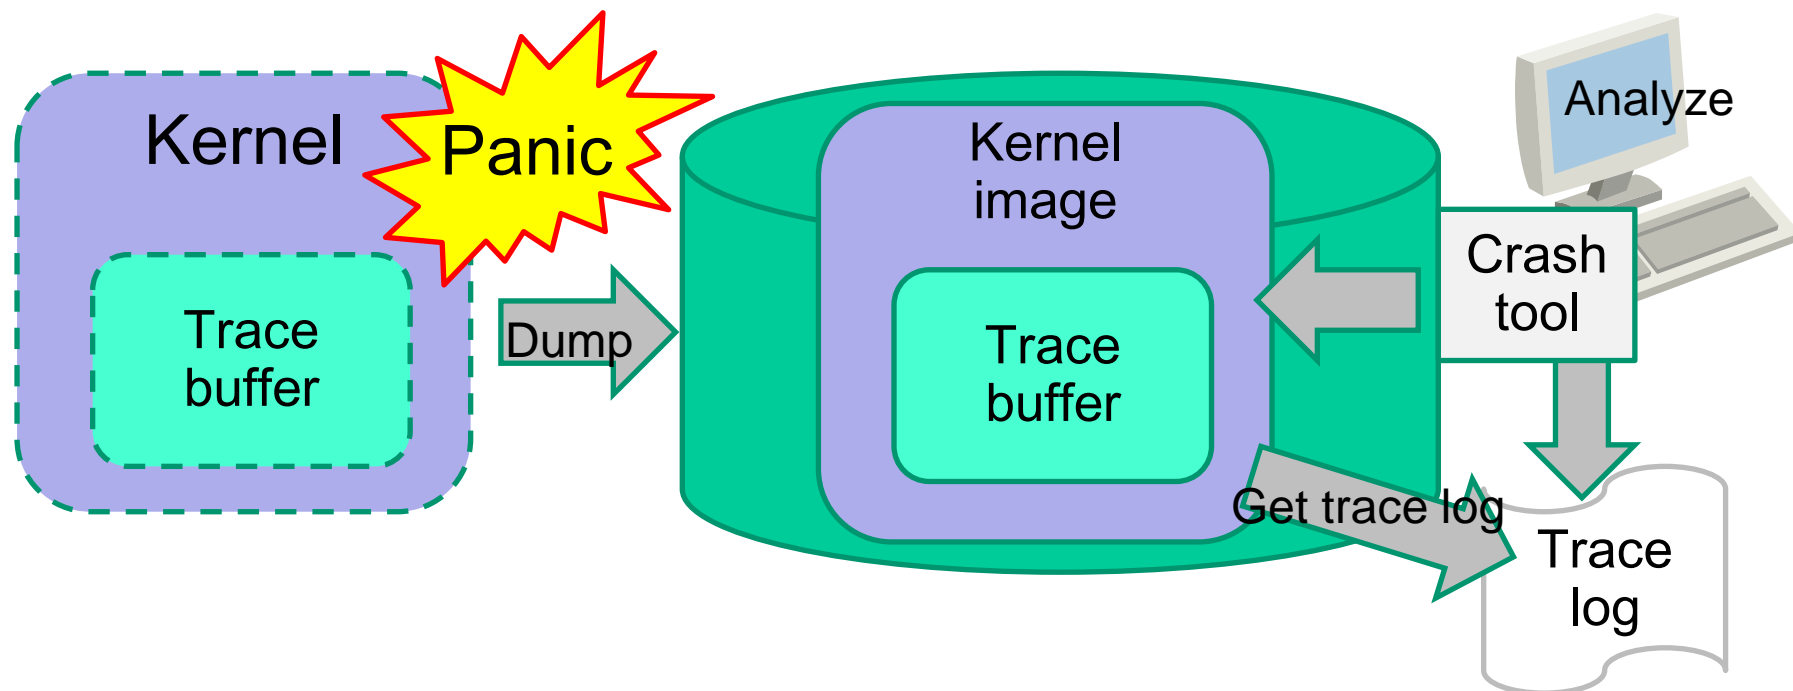 Kernel
Panic
Trace
buffer
Dump
Kernel
image
Trace
buffer
Analyze
Crash
tool
Get trace log
Trace
log